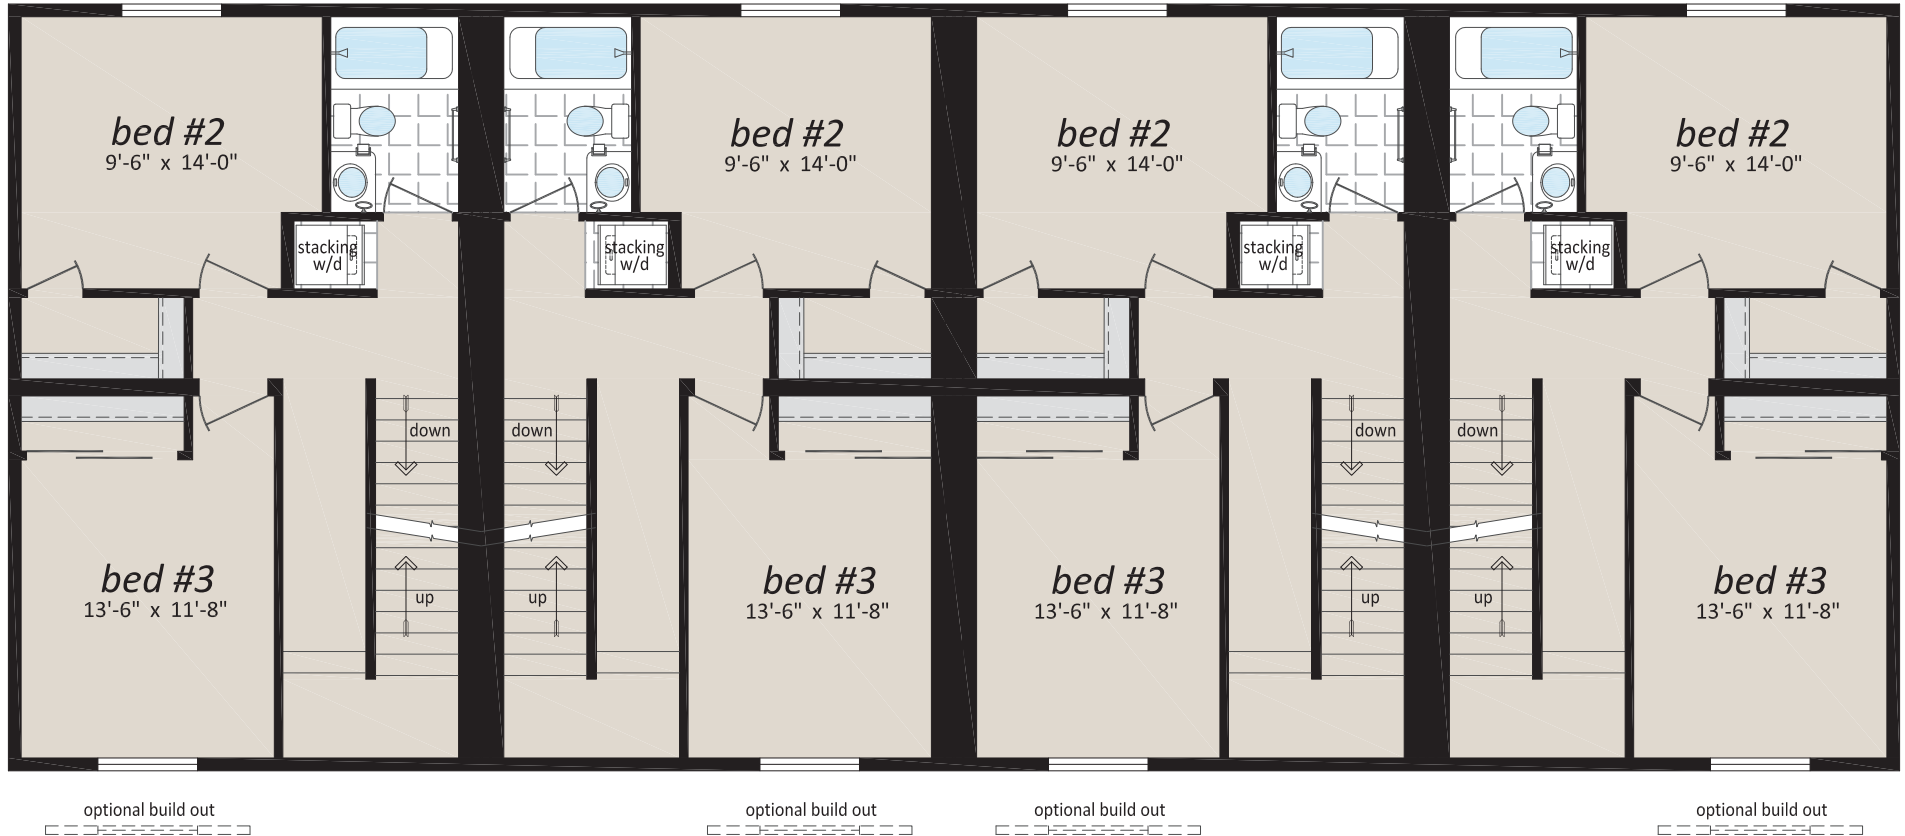 bed #2
9'-6" x 14'-0"
bed #2
9'-6" x 14'-0"
bed #2
9'-6" x 14'-0"
bed #2
9'-6" x 14'-0"
stacking
w/d
stacking
w/d
stacking
w/d
stacking
w/d
down
down
down
down
bed #3
13'-6" x 11'-8"
up
up
bed #3
13'-6" x 11'-8"
bed #3
13'-6" x 11'-8"
up
up
bed #3
13'-6" x 11'-8"
optional build out
optional build out
optional build out
optional build out